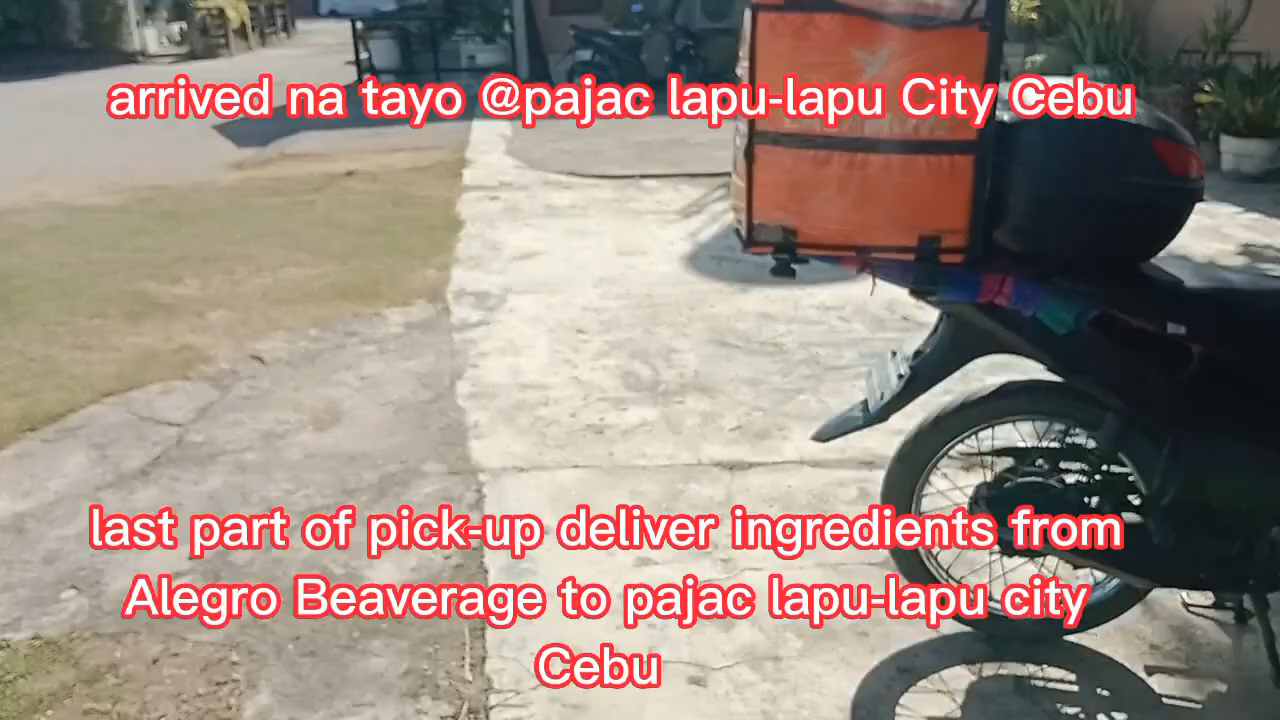 arrived na tayo @pajac lapu-lapu City Cebu
last part of pick-up deliver ingredients from
Alegro Beaverage to pajac lapu-lapu city
Cebu